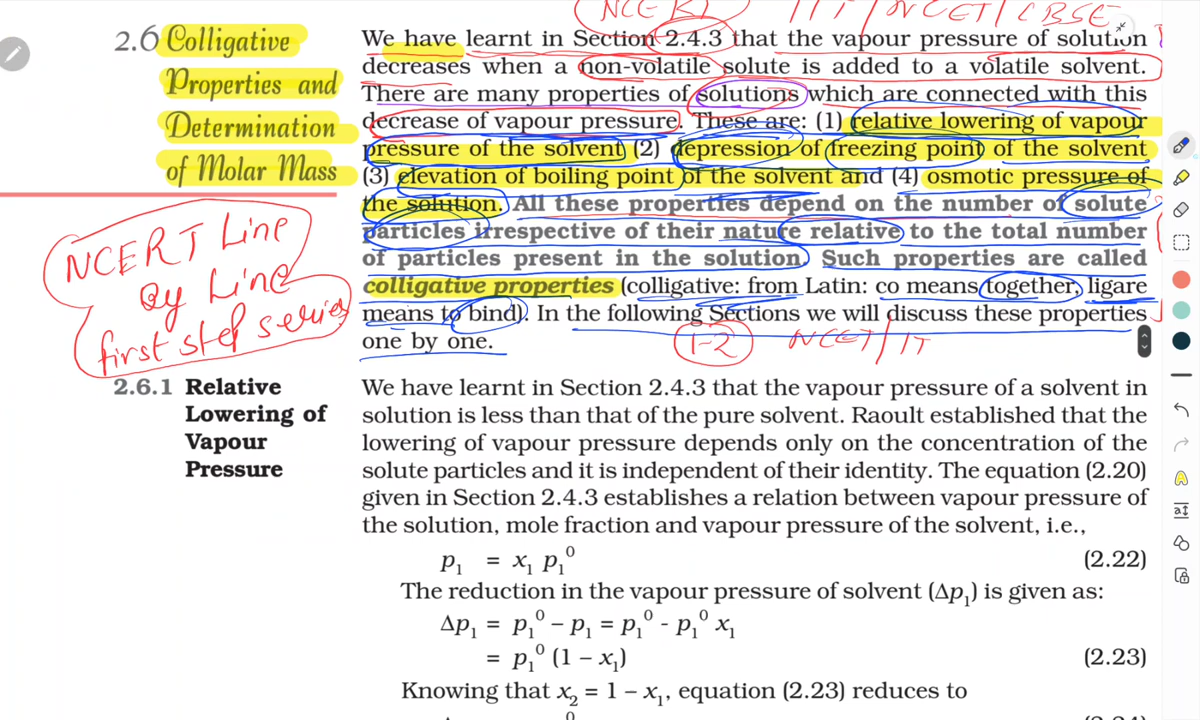 (NCERT) IIT/NCET/CBSE
2.6 Colligative
Properties and
Determination
of Molar Mass
We have learnt in Section 2.4.3 that the vapour pressure of solution
decreases when a non-volatile solute is added to a volatile solvent.
There are many properties of solutions which are connected with this
decrease of vapour pressure. These are: (1) relative lowering of vapour
pressure of the solvent (2) depression of freezing point of the solvent
(3) elevation of boiling point of the solvent and (4) osmotic pressure of
the solution. All these properties depend on the number of solute
particles irrespective of their nature relative to the total number
of particles present in the solution. Such properties are called
colligative properties (colligative: from Latin: co means together, ligare
means to bind). In the following Sections we will discuss these properties
one by one.
NCERT Line
By Line
first step series
1-2 NCET/IT
2.6.1 Relative
Lowering of
Vapour
Pressure
We have learnt in Section 2.4.3 that the vapour pressure of a solvent in
solution is less than that of the pure solvent. Raoult established that the
lowering of vapour pressure depends only on the concentration of the
solute particles and it is independent of their identity. The equation (2.20)
given in Section 2.4.3 establishes a relation between vapour pressure of
the solution, mole fraction and vapour pressure of the solvent, i.e.,
p₁ = x₁ p₁⁰ (2.22)
The reduction in the vapour pressure of solvent (Δp₁) is given as:
Δp₁ = p₁⁰ – p₁ = p₁⁰ - p₁⁰ x₁
= p₁⁰ (1 – x₁) (2.23)
Knowing that x₂ = 1 – x₁, equation (2.23) reduces to